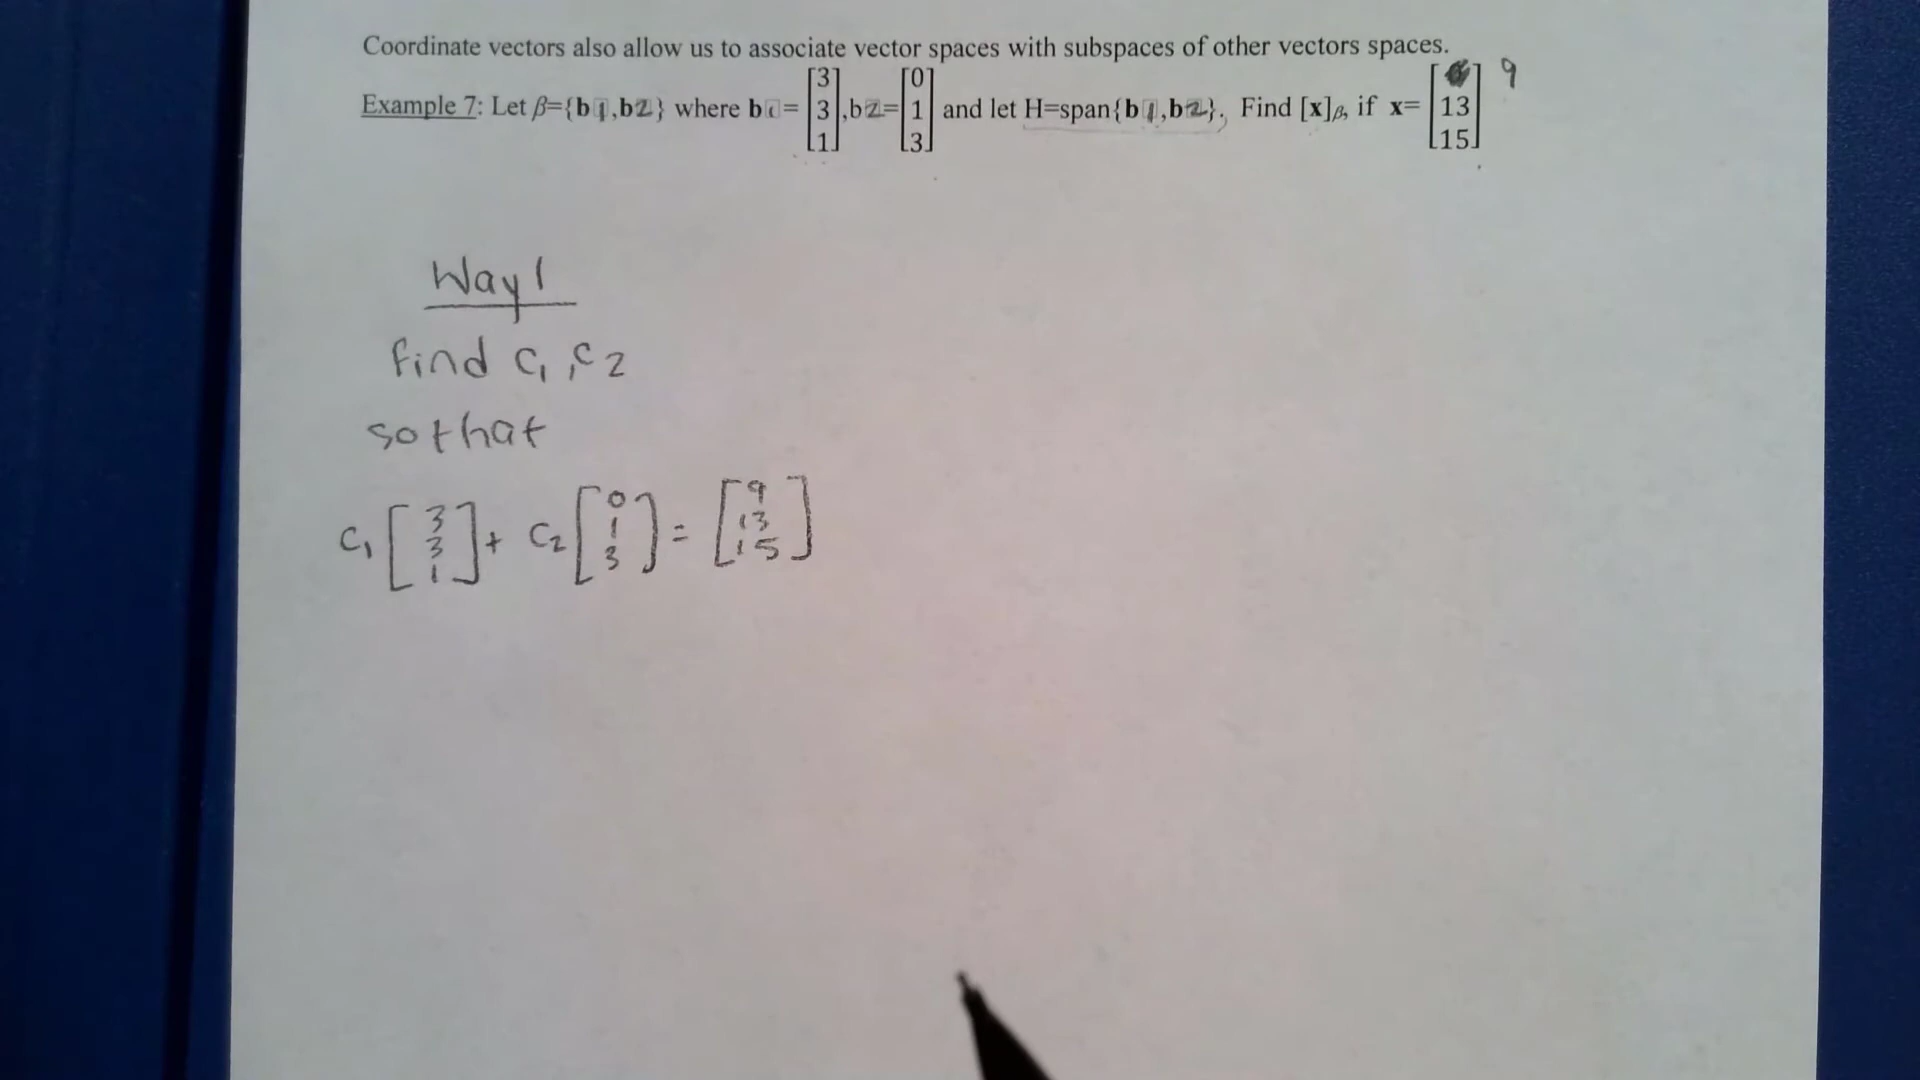 Coordinate vectors also allow us to associate vector spaces with subspaces of other vectors spaces.
Example 7: Let β={b1,b2} where b1=[3 3 1],b2=[0 1 3] and let H=span{b1,b2}. Find [x]β, if x=[13 15] 9
Way 1
find c1, c2
so that
c1[3 3 1]+ c2[0 1 3]=[9 13 15]